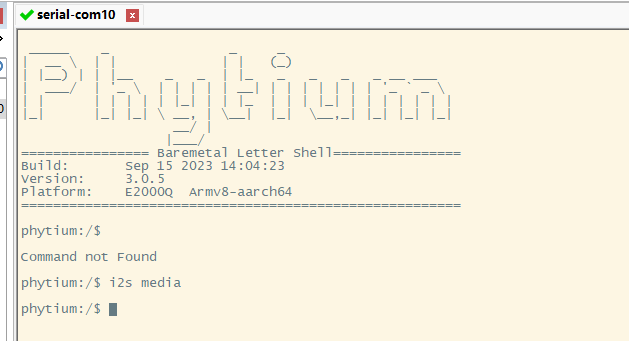 serial-com10
Phytium
================ Baremetal Letter Shell================
Build: Sep 15 2023 14:04:23
Version: 3.0.5
Platform: E2000Q Armv8-aarch64
=======================================================
phytium:/$
Command not Found
phytium:/$ i2s media
phytium:/$